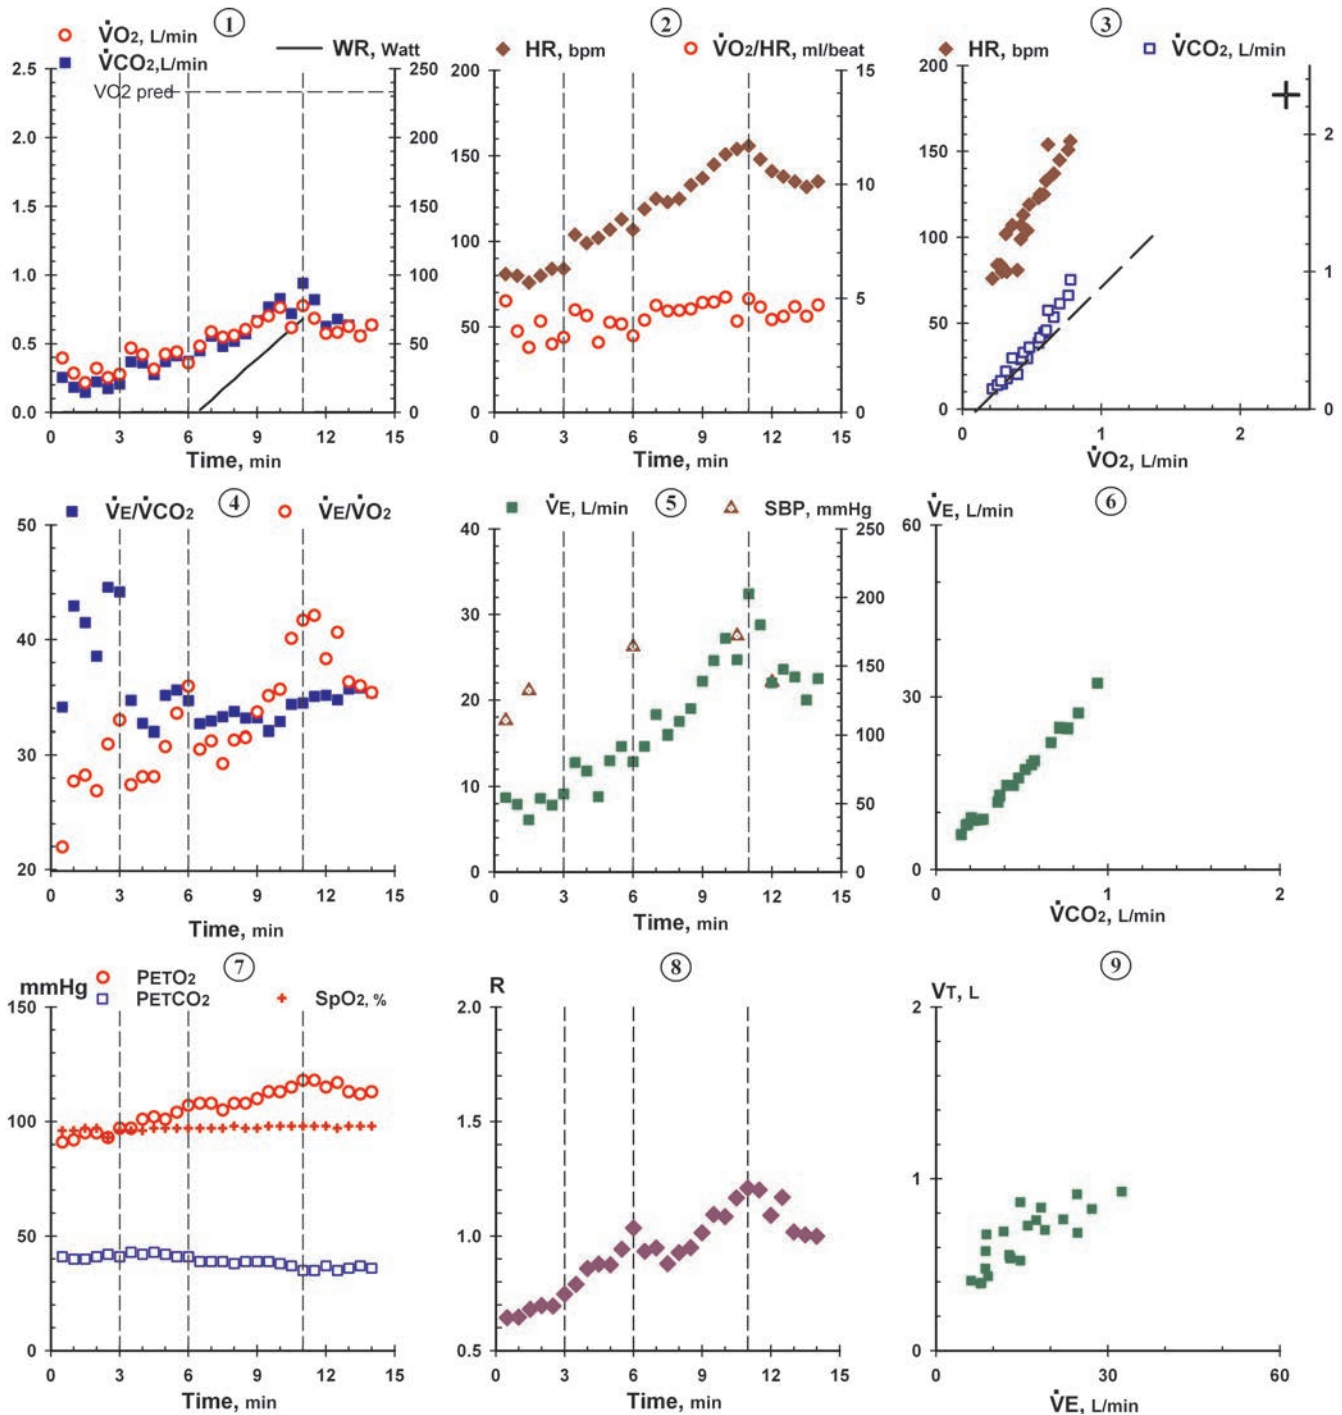 ①
V̇O₂, L/min
V̇CO₂, L/min
WR, Watt
VO2 pred
2.5
2.0
1.5
1.0
0.5
0.0
250
200
150
100
50
0
0 3 6 9 12 15
Time, min
②
HR, bpm
V̇O₂/HR, ml/beat
200
150
100
50
0
15
10
5
0
0 3 6 9 12 15
Time, min
③
HR, bpm
V̇CO₂, L/min
200
150
100
50
0
2
1
0
0 1 2
V̇O₂, L/min
④
V̇E/V̇CO₂
V̇E/V̇O₂
50
40
30
20
0 3 6 9 12 15
Time, min
⑤
V̇E, L/min
SBP, mmHg
40
30
20
10
0
250
200
150
100
50
0
0 3 6 9 12 15
Time, min
⑥
V̇E, L/min
60
30
0
0 1 2
V̇CO₂, L/min
⑦
mmHg
PETO₂
PETCO₂
SpO₂, %
150
100
50
0
0 3 6 9 12 15
Time, min
⑧
R
2.0
1.5
1.0
0.5
0 3 6 9 12 15
Time, min
⑨
VT, L
2
1
0
0 30 60
V̇E, L/min